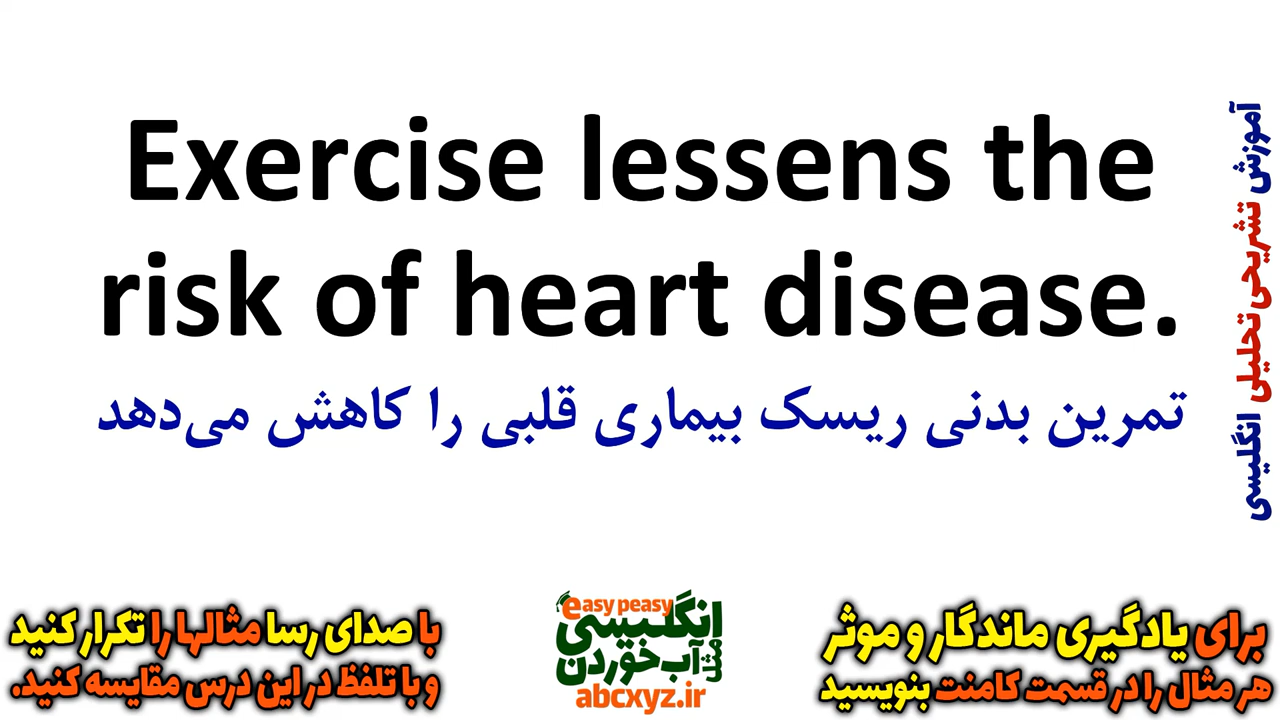 Exercise lessens the
risk of heart disease.
تمرین بدنی ریسک بیماری قلبی را کاهش می‌دهد
آموزش تشریحی تحلیلی انگلیسی
برای یادگیری ماندگار و موثر
هر مثال را در قسمت کامنت بنویسید
easy peasy
انگلیسی
مثل آب خوردن
abcxyz.ir
با صدای رسا مثالها را تکرار کنید
و با تلفظ در این درس مقایسه کنید.